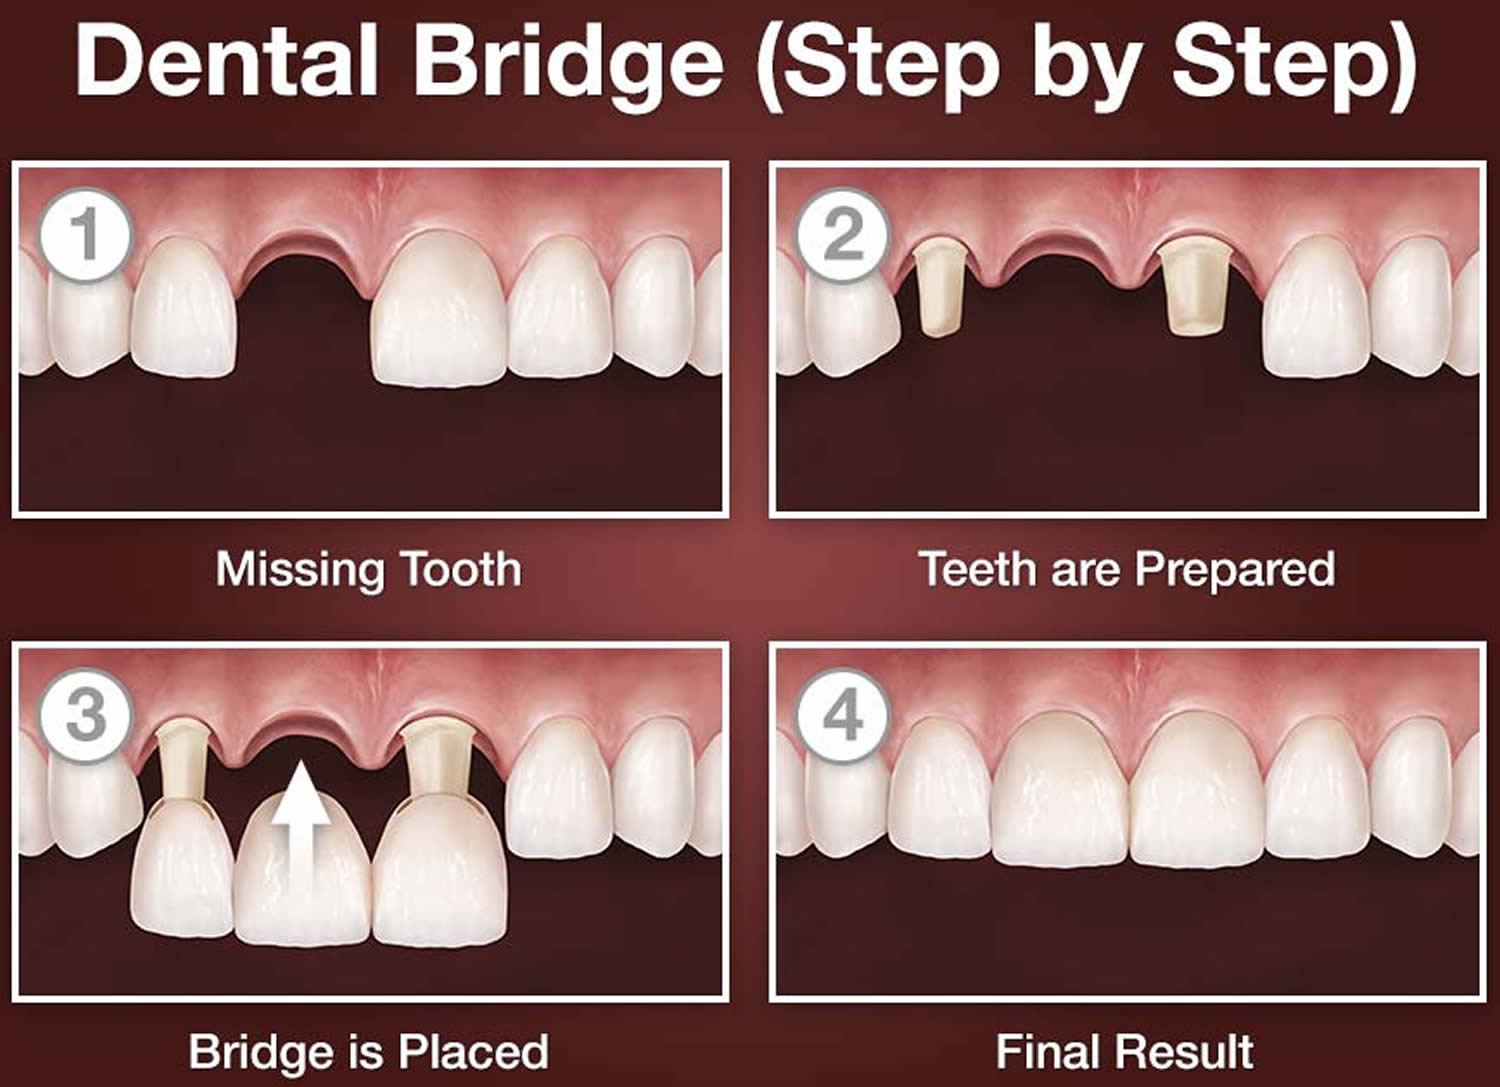 Dental Bridge (Step by Step)
1
2
Missing Tooth
Teeth are Prepared
3
4
Bridge is Placed
Final Result